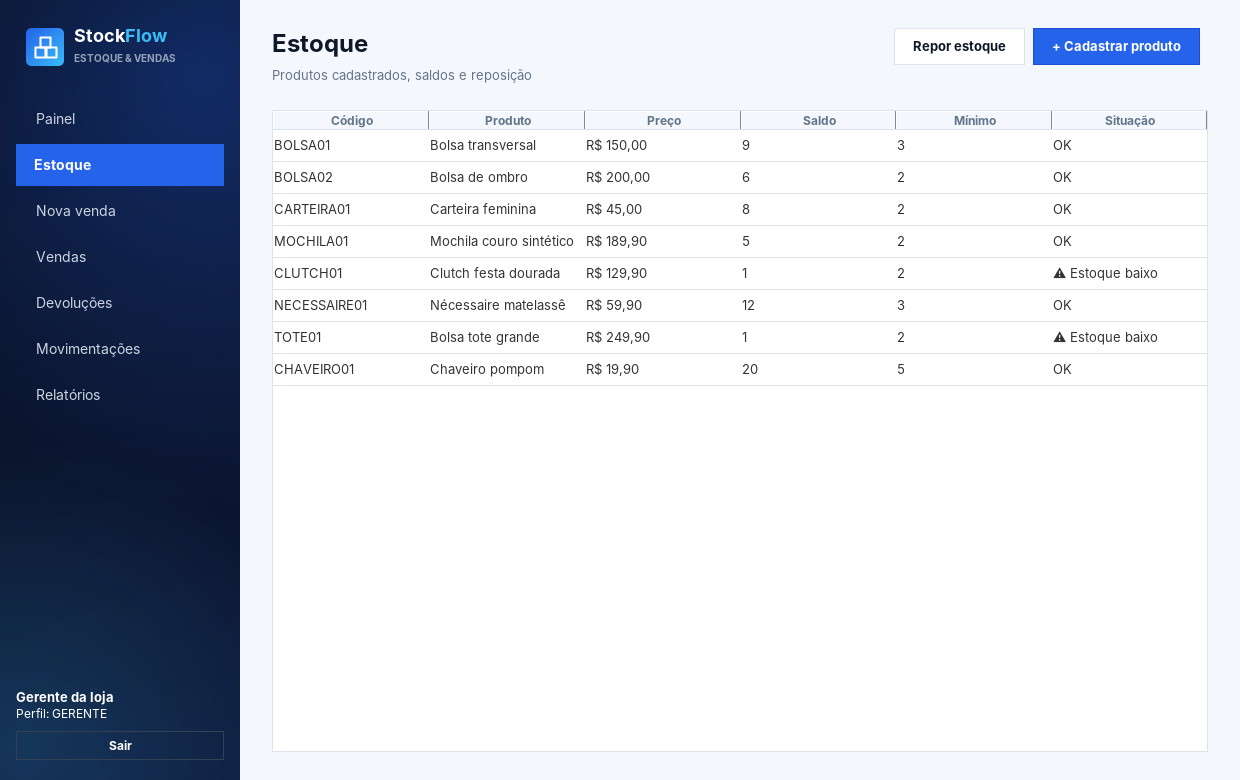 StockFlow
ESTOQUE & VENDAS
Painel
Estoque
Nova venda
Vendas
Devoluções
Movimentações
Relatórios
Gerente da loja
Perfil: GERENTE
Sair
Estoque
Produtos cadastrados, saldos e reposição
Repor estoque
+ Cadastrar produto
Código Produto Preço Saldo Mínimo Situação
BOLSA01 Bolsa transversal R$ 150,00 9 3 OK
BOLSA02 Bolsa de ombro R$ 200,00 6 2 OK
CARTEIRA01 Carteira feminina R$ 45,00 8 2 OK
MOCHILA01 Mochila couro sintético R$ 189,90 5 2 OK
CLUTCH01 Clutch festa dourada R$ 129,90 1 2 ⚠ Estoque baixo
NECESSAIRE01 Nécessaire matelassê R$ 59,90 12 3 OK
TOTE01 Bolsa tote grande R$ 249,90 1 2 ⚠ Estoque baixo
CHAVEIRO01 Chaveiro pompom R$ 19,90 20 5 OK